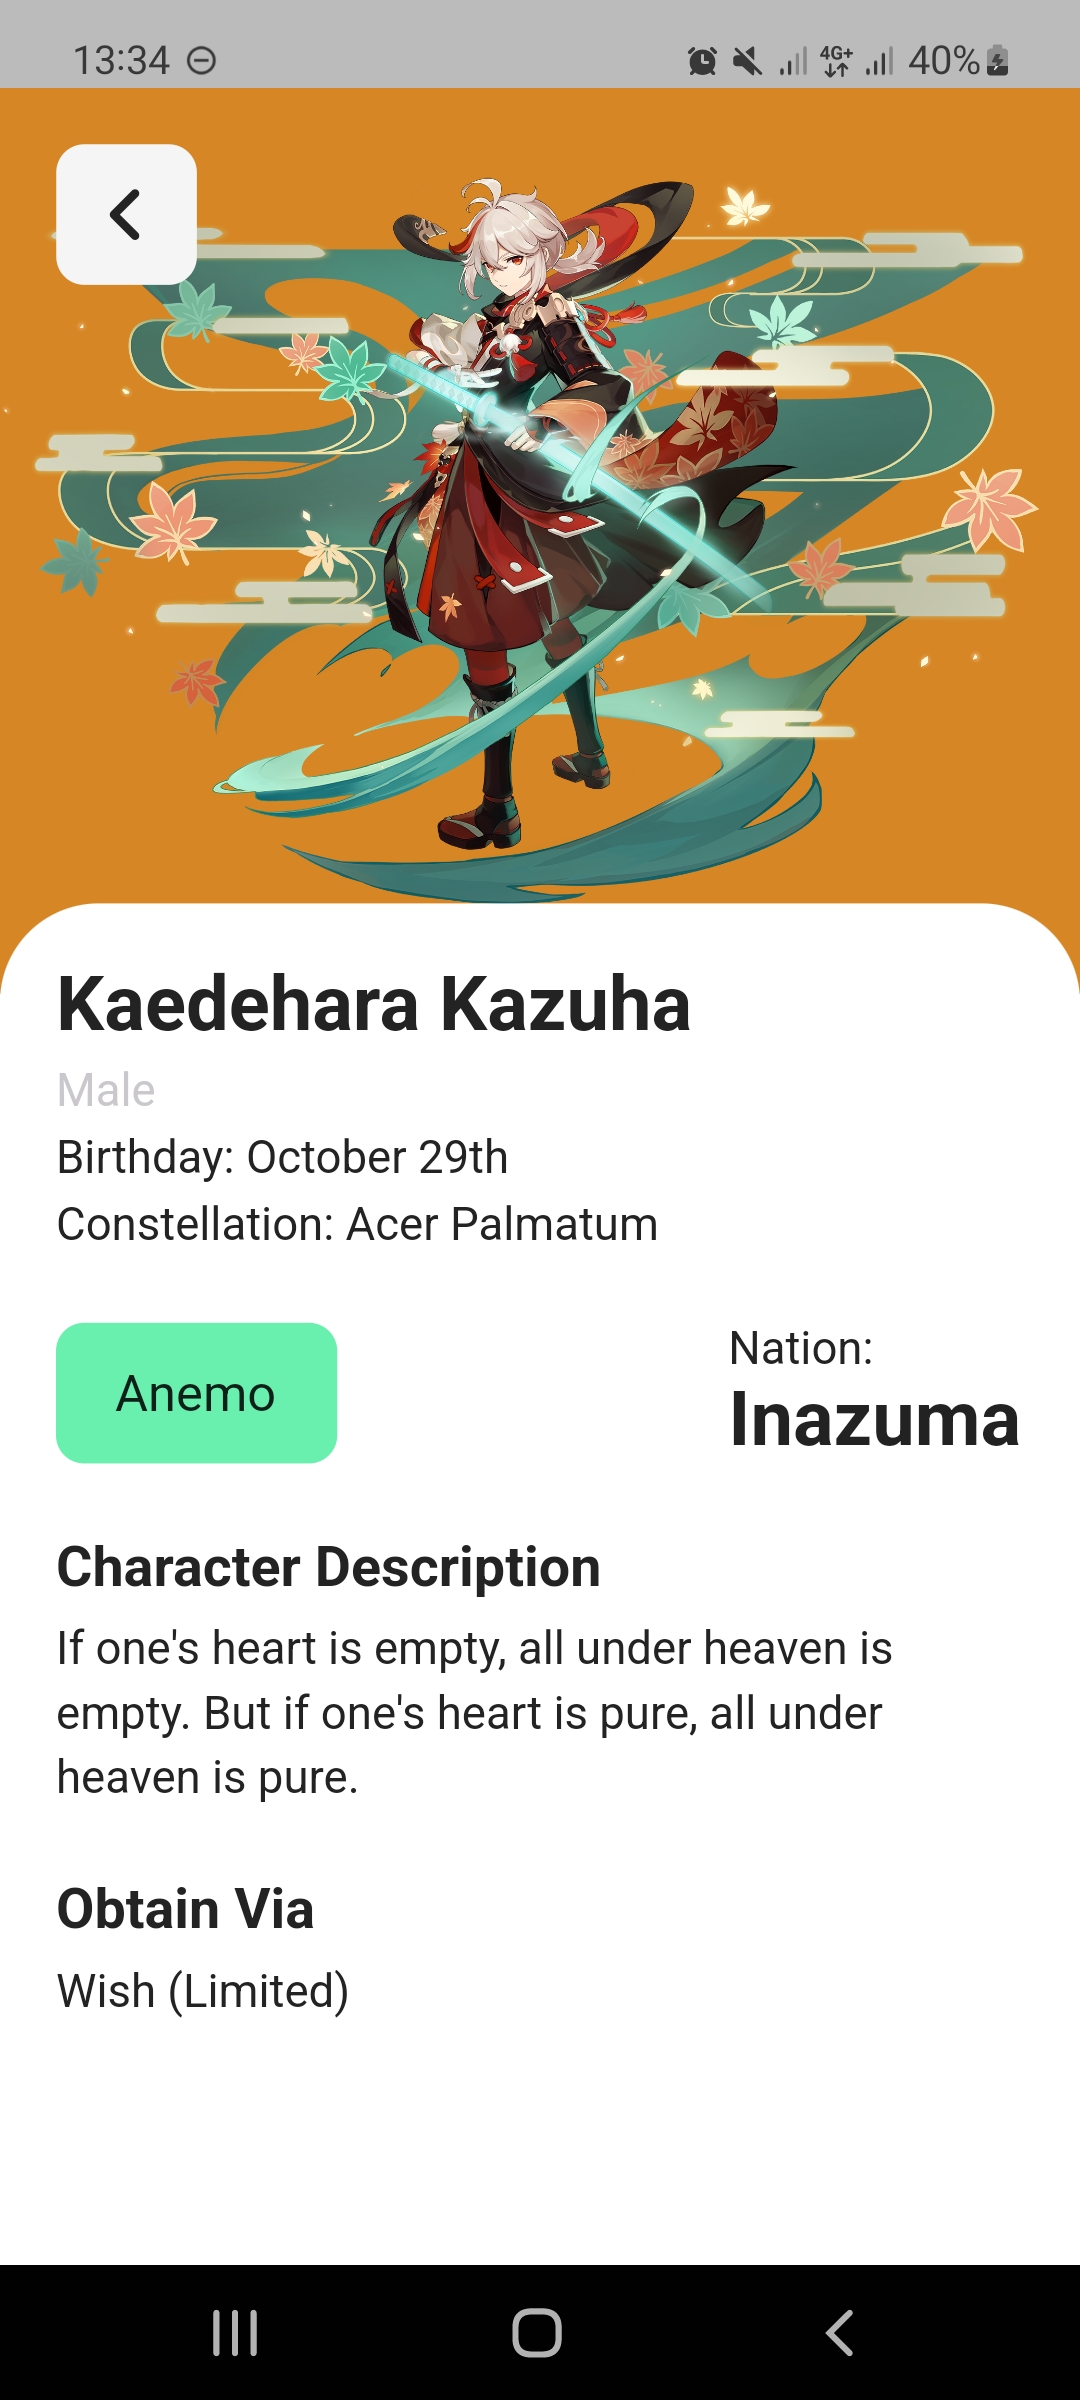 13:34
4G+
40%
Kaedehara Kazuha
Male
Birthday: October 29th
Constellation: Acer Palmatum
Anemo
Nation:
Inazuma
Character Description
If one's heart is empty, all under heaven is
empty. But if one's heart is pure, all under
heaven is pure.
Obtain Via
Wish (Limited)